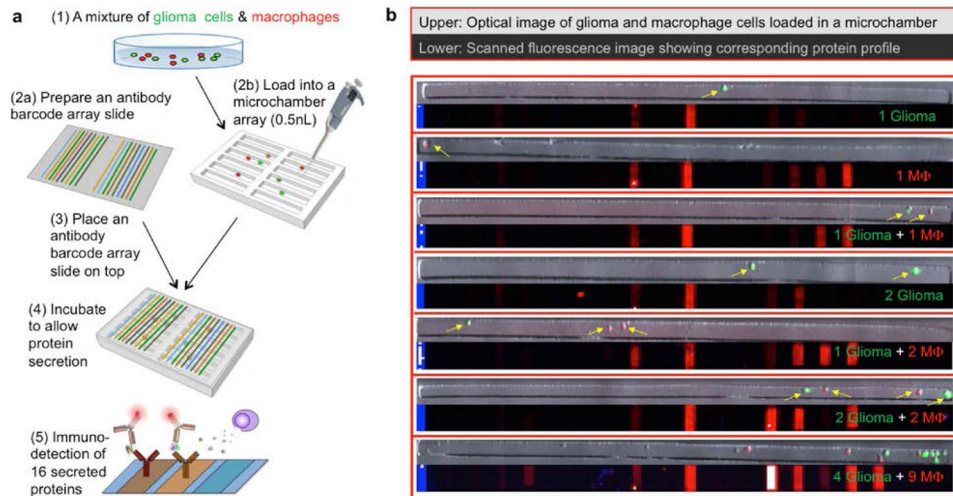 a
(1) A mixture of glioma cells & macrophages
(2a) Prepare an antibody
barcode array slide
(2b) Load into a
microchamber
array (0.5nL)
(3) Place an
antibody
barcode array
slide on top
(4) Incubate
to allow
protein
secretion
(5) Immuno-
detection of
16 secreted
proteins
b
Upper: Optical image of glioma and macrophage cells loaded in a microchamber
Lower: Scanned fluorescence image showing corresponding protein profile
1 Glioma
1 MΦ
1 Glioma + 1 MΦ
2 Glioma
1 Glioma + 2 MΦ
2 Glioma + 2 MΦ
4 Glioma + 9 MΦ